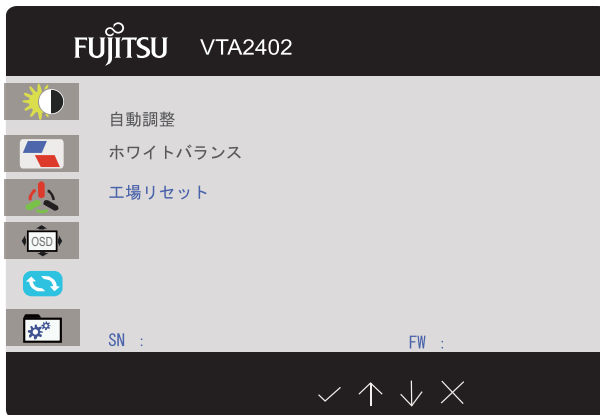 FUJITSU VTA2402
自動調整
ホワイトバランス
工場リセット
OSD
SN : FW :